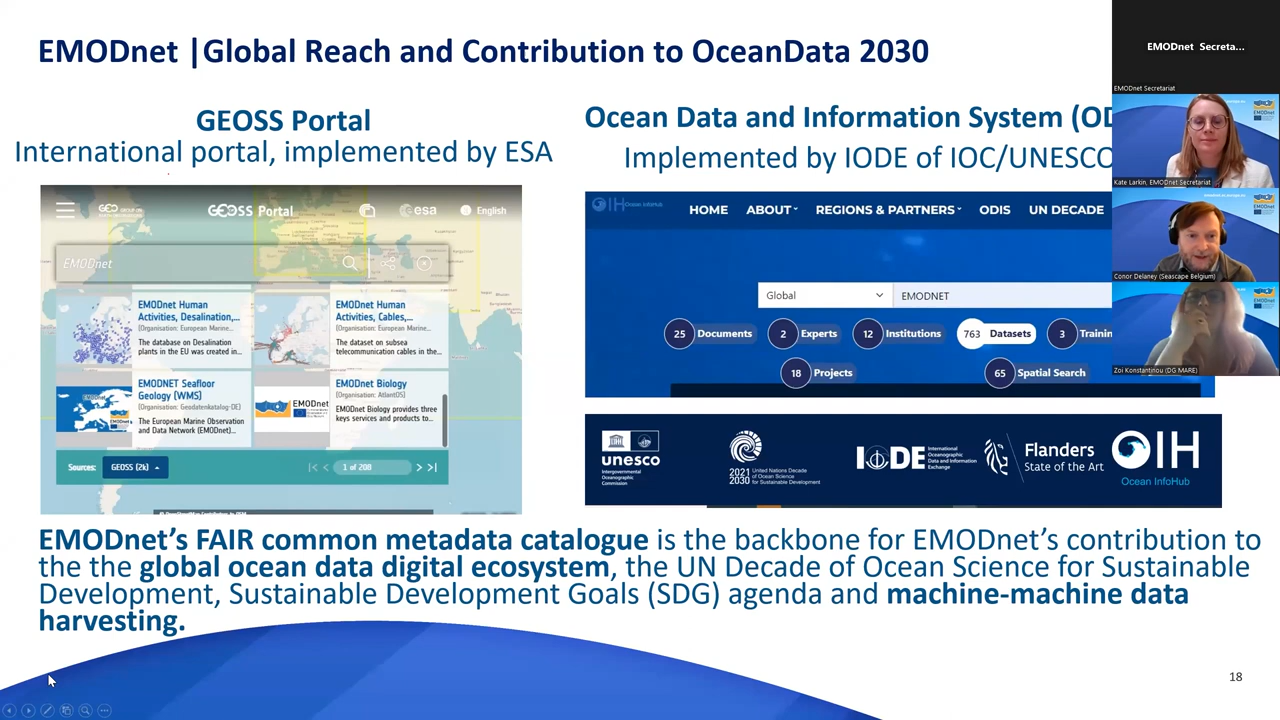 EMODnet |Global Reach and Contribution to OceanData 2030
EMODnet Secreta...
EMODnet Secretariat
Kate Larkin, EMODnet Secretariat
Conor Delaney (Seascape Belgium)
Zoi Konstantinou (DG MARE)
GEOSS Portal
International portal, implemented by ESA
GEOSS Portal
esa
English
EMODnet
EMODnet Human
Activities, Desalination,...
[Organisation: European Marine...
The database on Desalination
plants in the EU was created in...
EMODnet Human
Activities, Cables,...
[Organisation: European Marine...
The dataset on subsea
telecommunication cables in the...
EMODNET Seafloor
Geology (WMS)
[Organisation: Geodatenkatalog-DE]
The European Marine Observation
and Data Network (EMODnet)...
EMODnet
EMODnet Biology
[Organisation: AtlantOS]
EMODnet Biology provides three
keys services and products to...
Sources:
GEOSS (2k)
1 of 208
Ocean Data and Information System (OD
Implemented by IODE of IOC/UNESCO
OIH Ocean InfoHub
HOME ABOUT REGIONS & PARTNERS ODIS UN DECADE
Global
EMODNET
25 Documents
2 Experts
12 Institutions
763 Datasets
3 Trainin
18 Projects
65 Spatial Search
unesco
Intergovernmental
Oceanographic
Commission
2021
2030
United Nations Decade
of Ocean Science
for Sustainable Development
IODE
International
Oceanographic
Data and Information
Exchange
Flanders
State of the Art
OIH
Ocean InfoHub
EMODnet’s FAIR common metadata catalogue is the backbone for EMODnet’s contribution to
the the global ocean data digital ecosystem, the UN Decade of Ocean Science for Sustainable
Development, Sustainable Development Goals (SDG) agenda and machine-machine data
harvesting.
18